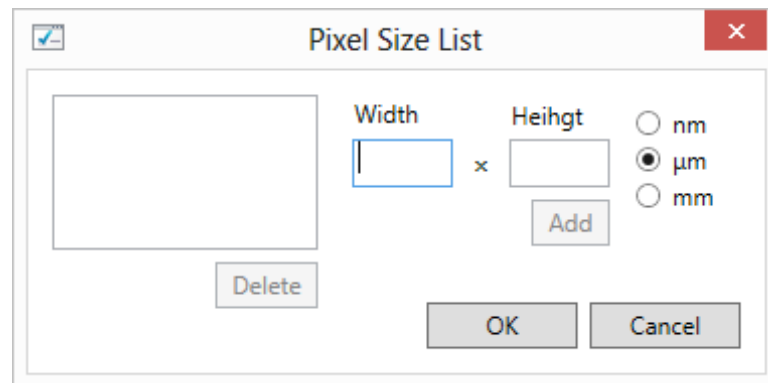 Pixel Size List
Width
Heihgt
×
nm
µm
mm
Add
Delete
OK
Cancel